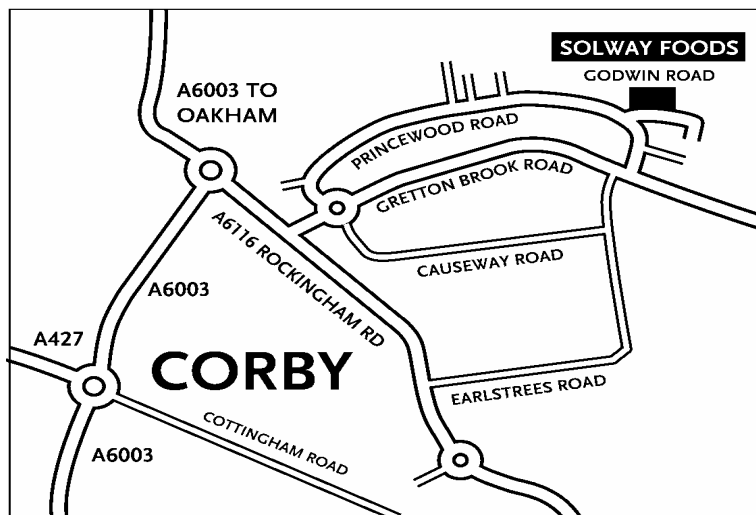 SOLWAY FOODS
GODWIN ROAD
A6003 TO
OAKHAM
PRINCEWOOD ROAD
GRETTON BROOK ROAD
A6116 ROCKINGHAM RD
CAUSEWAY ROAD
A6003
A427
CORBY
EARLSTREES ROAD
COTTINGHAM ROAD
A6003